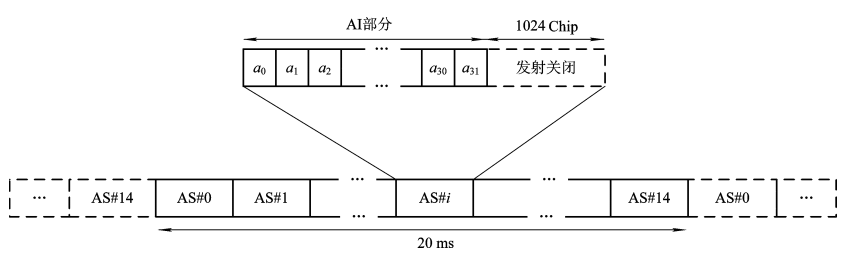 AI部分 1024 Chip
a0 a1 a2 ... a30 a31 发射关闭
...
... ...
... AS#14 AS#0 AS#1 AS#i AS#14 AS#0 ...
... ...
20 ms